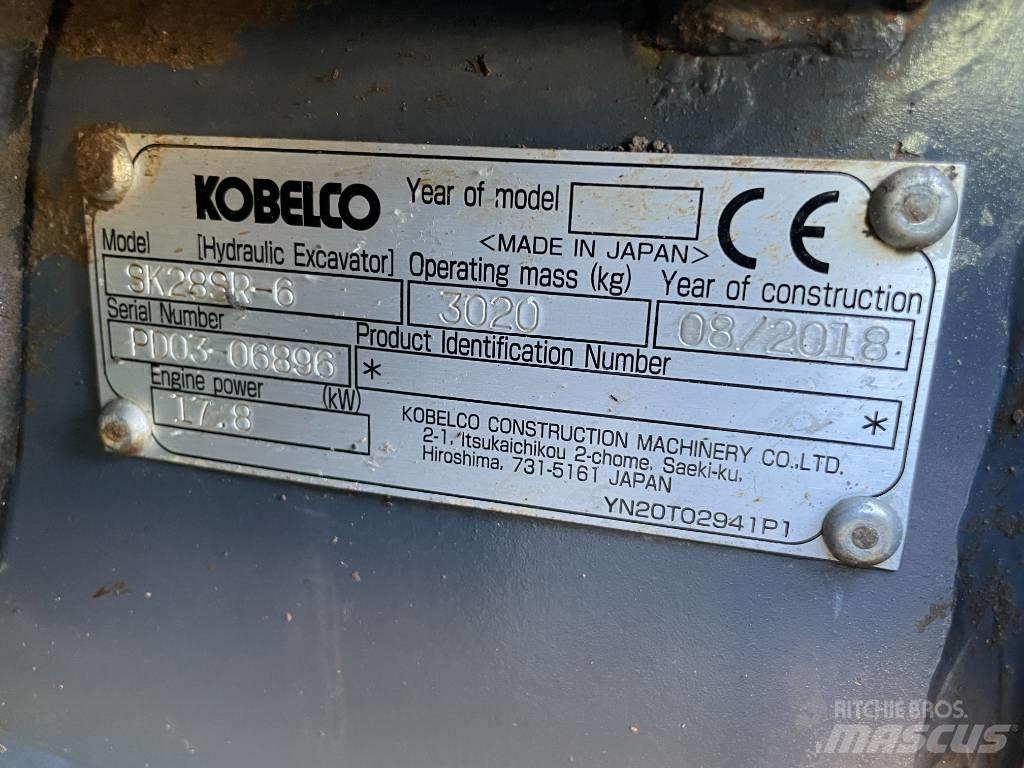 KOBELCO
Year of model
<MADE IN JAPAN>
CE
Model [Hydraulic Excavator]
SK28SR-6
Operating mass (kg)
3020
Year of construction
08/2018
Serial Number
PD03-06896
Product Identification Number
* *
Engine power (kW)
17.8
KOBELCO CONSTRUCTION MACHINERY CO.,LTD.
2-1, Itsukaichikou 2-chome, Saeki-ku,
Hiroshima, 731-5161 JAPAN
YN20T02941P1
RITCHIE BROS.
MASCUS